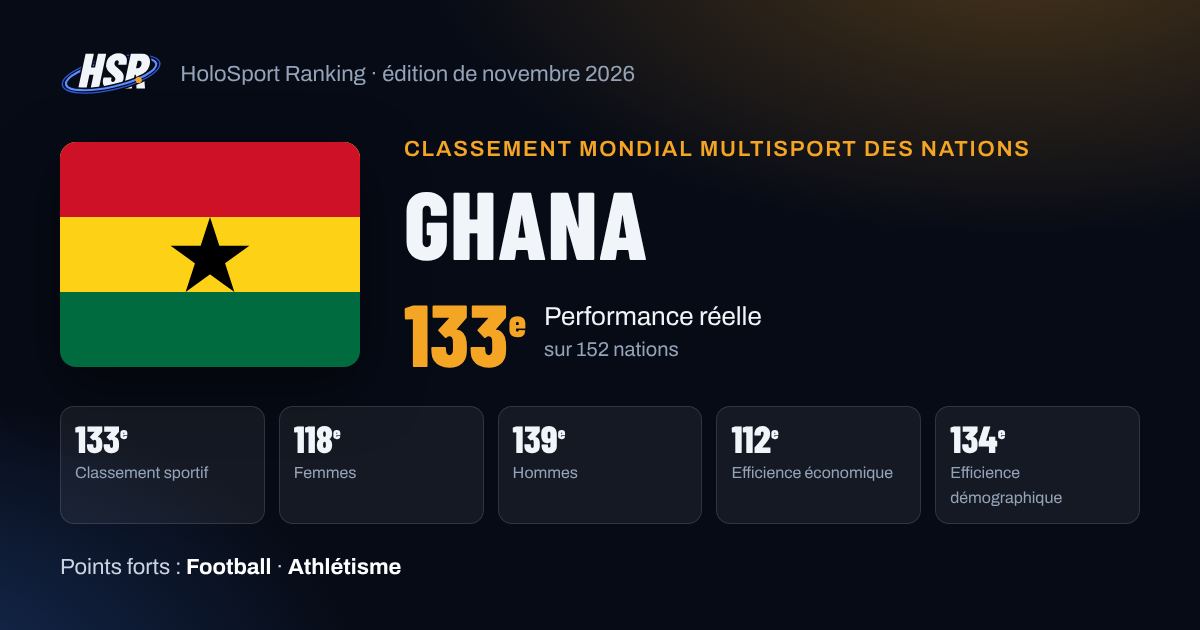 HSR
HoloSport Ranking · édition de novembre 2026
CLASSEMENT MONDIAL MULTISPORT DES NATIONS
GHANA
133e
Performance réelle
sur 152 nations
133e
Classement sportif
118e
Femmes
139e
Hommes
112e
Efficience économique
134e
Efficience
démographique
Points forts : Football · Athlétisme